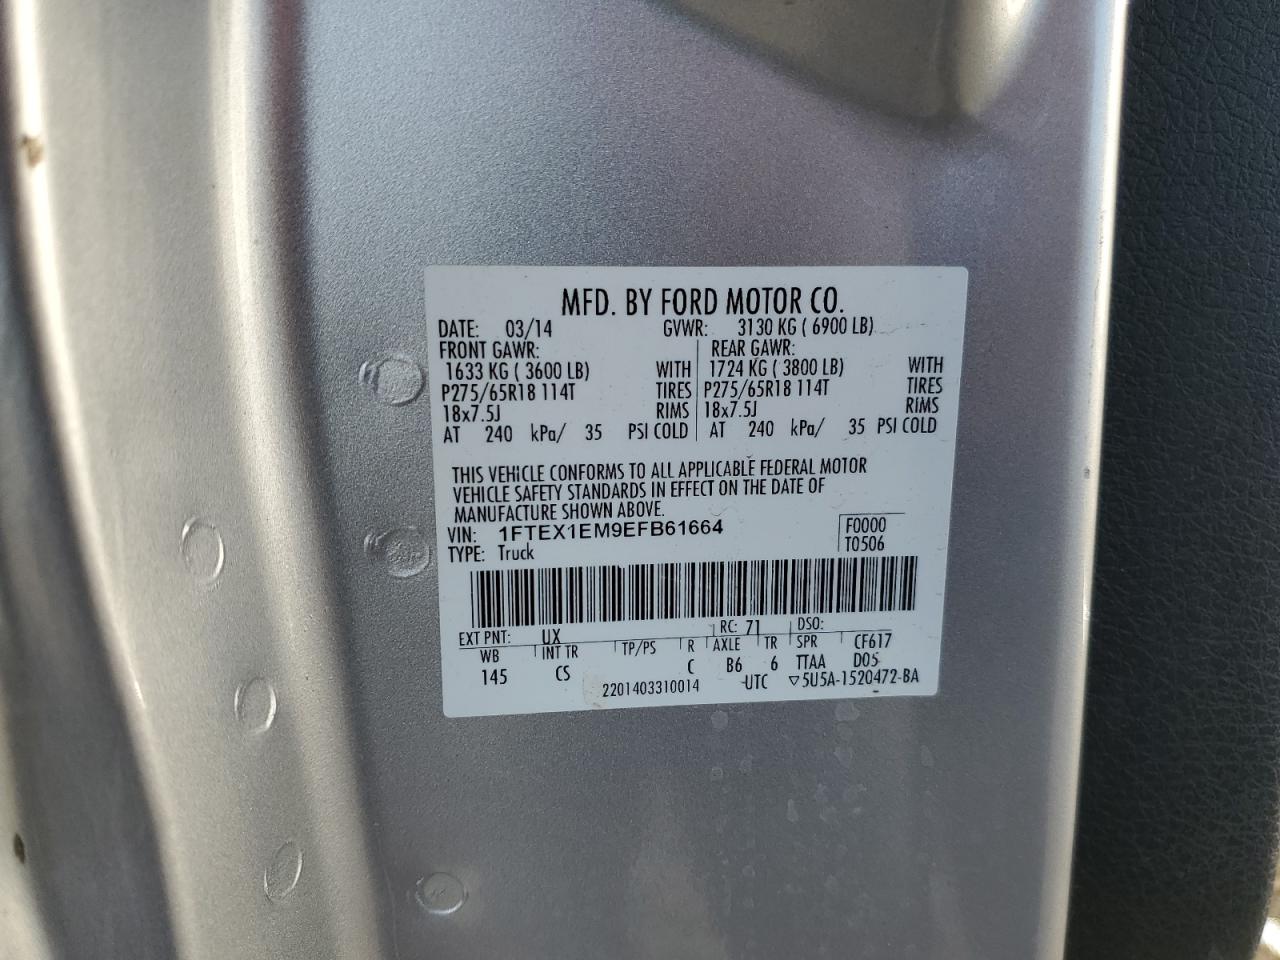 MFD. BY FORD MOTOR CO.
DATE: 03/14 GVWR: 3130 KG ( 6900 LB)
FRONT GAWR: REAR GAWR:
1633 KG ( 3600 LB) WITH 1724 KG ( 3800 LB) WITH
P275/65R18 114T TIRES P275/65R18 114T TIRES
18x7.5J RIMS 18x7.5J RIMS
AT 240 kPa/ 35 PSI COLD AT 240 kPa/ 35 PSI COLD
THIS VEHICLE CONFORMS TO ALL APPLICABLE FEDERAL MOTOR
VEHICLE SAFETY STANDARDS IN EFFECT ON THE DATE OF
MANUFACTURE SHOWN ABOVE.
VIN: 1FTEX1EM9EFB61664 F0000
TYPE: Truck T0506
EXT PNT: UX RC: 71 DSO:
WB INT TR TP/PS R AXLE TR SPR CF617
145 CS C B6 6 TTAA D05
2201403310014 -UTC ▽5U5A-1520472-BA